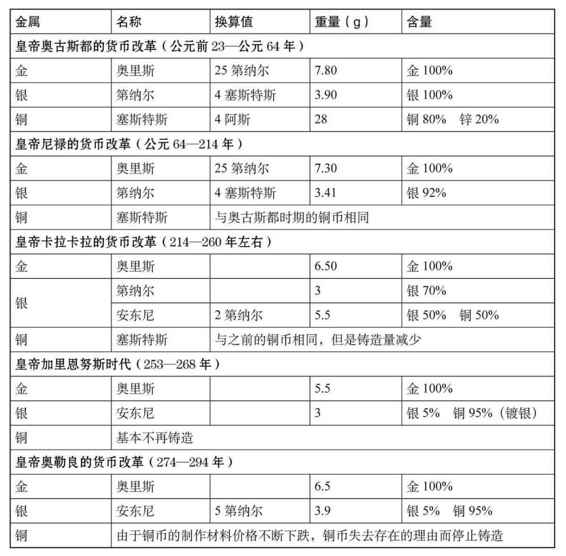 金属 名称 换算值 重量（g） 含量
皇帝奥古斯都的货币改革（公元前 23—公元 64 年）
金 奥里斯 25 第纳尔 7.80 金 100%
银 第纳尔 4 塞斯特斯 3.90 银 100%
铜 塞斯特斯 4 阿斯 28 铜 80% 锌 20%
皇帝尼禄的货币改革（公元 64—214 年）
金 奥里斯 25 第纳尔 7.30 金 100%
银 第纳尔 4 塞斯特斯 3.41 银 92%
铜 塞斯特斯 与奥古斯都时期的铜币相同
皇帝卡拉卡拉的货币改革（214—260 年左右）
金 奥里斯 6.50 金 100%
银 第纳尔 3 银 70%
安东尼 2 第纳尔 5.5 银 50% 铜 50%
铜 塞斯特斯 与之前的铜币相同，但是铸造量减少
皇帝加里恩努斯时代（253—268 年）
金 奥里斯 5.5 金 100%
银 安东尼 3 银 5% 铜 95%（镀银）
铜 基本不再铸造
皇帝奥勒良的货币改革（274—294 年）
金 奥里斯 6.5 金 100%
银 安东尼 5 第纳尔 3.9 银 5% 铜 95%
铜 由于铜币的制作材料价格不断下跌，铜币失去存在的理由而停止铸造